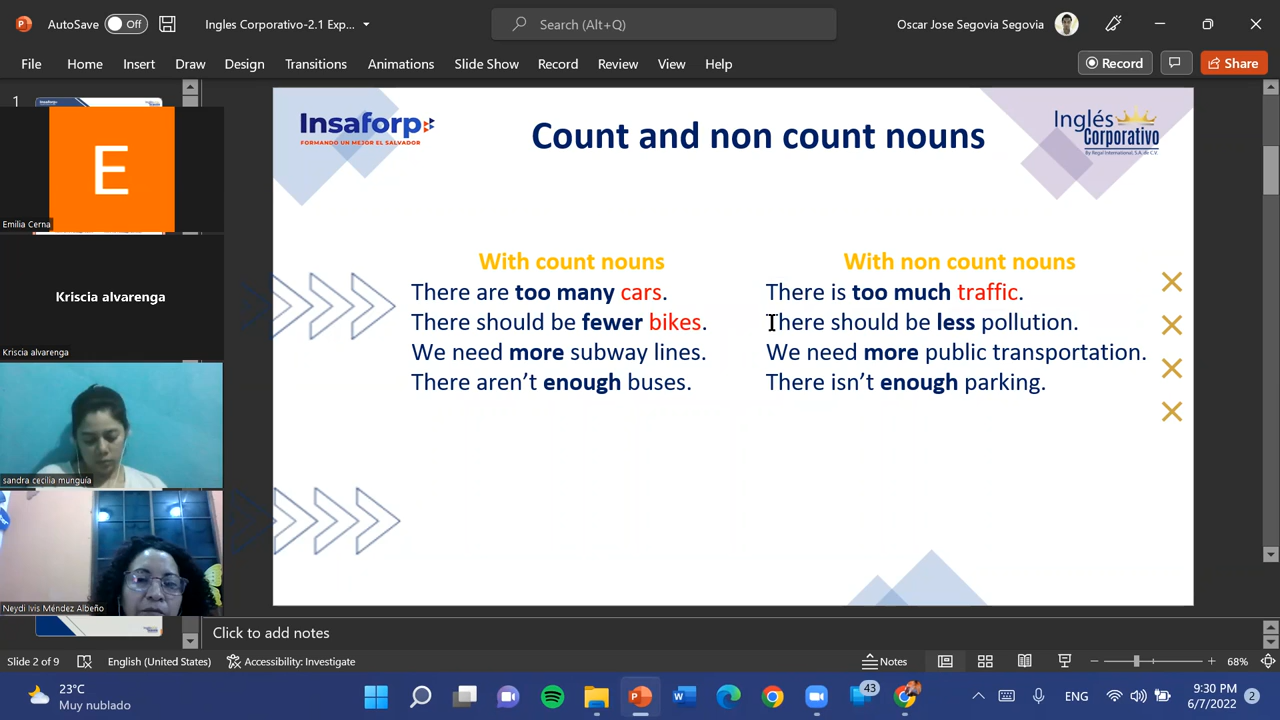 AutoSave Off Ingles Corporativo-2.1 Exp... Search (Alt+Q) Oscar Jose Segovia Segovia
File Home Insert Draw Design Transitions Animations Slide Show Record Review View Help Record Share
1
E
Emilia Cerna
Kriscia alvarenga
Kriscia alvarenga
sandra cecilia munguía
Neydi Ivis Méndez Albeño
Insaforp
FORMANDO UN MEJOR EL SALVADOR
Count and non count nouns
Inglés
Corporativo
By Regal International, S.A. de C.V.
With count nouns
There are too many cars.
There should be fewer bikes.
We need more subway lines.
There aren't enough buses.
With non count nouns
There is too much traffic.
There should be less pollution.
We need more public transportation.
There isn't enough parking.
Click to add notes
Slide 2 of 9 English (United States) Accessibility: Investigate Notes 68%
23°C
Muy nublado
43
ENG
9:30 PM
6/7/2022
2